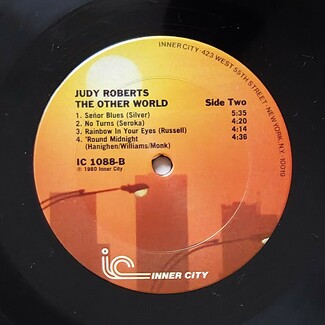 INNER CITY · 423 WEST 55TH STREET · NEW YORK, N.Y. · 10019
JUDY ROBERTS
THE OTHER WORLD
Side Two
1. Señor Blues (Silver) 5:35
2. No Turns (Seroka) 4:20
3. Rainbow In Your Eyes (Russell) 4:14
4. 'Round Midnight 4:36
(Hanighen/Williams/Monk)
IC 1088-B
℗ 1980 Inner City
ic
INNER CITY